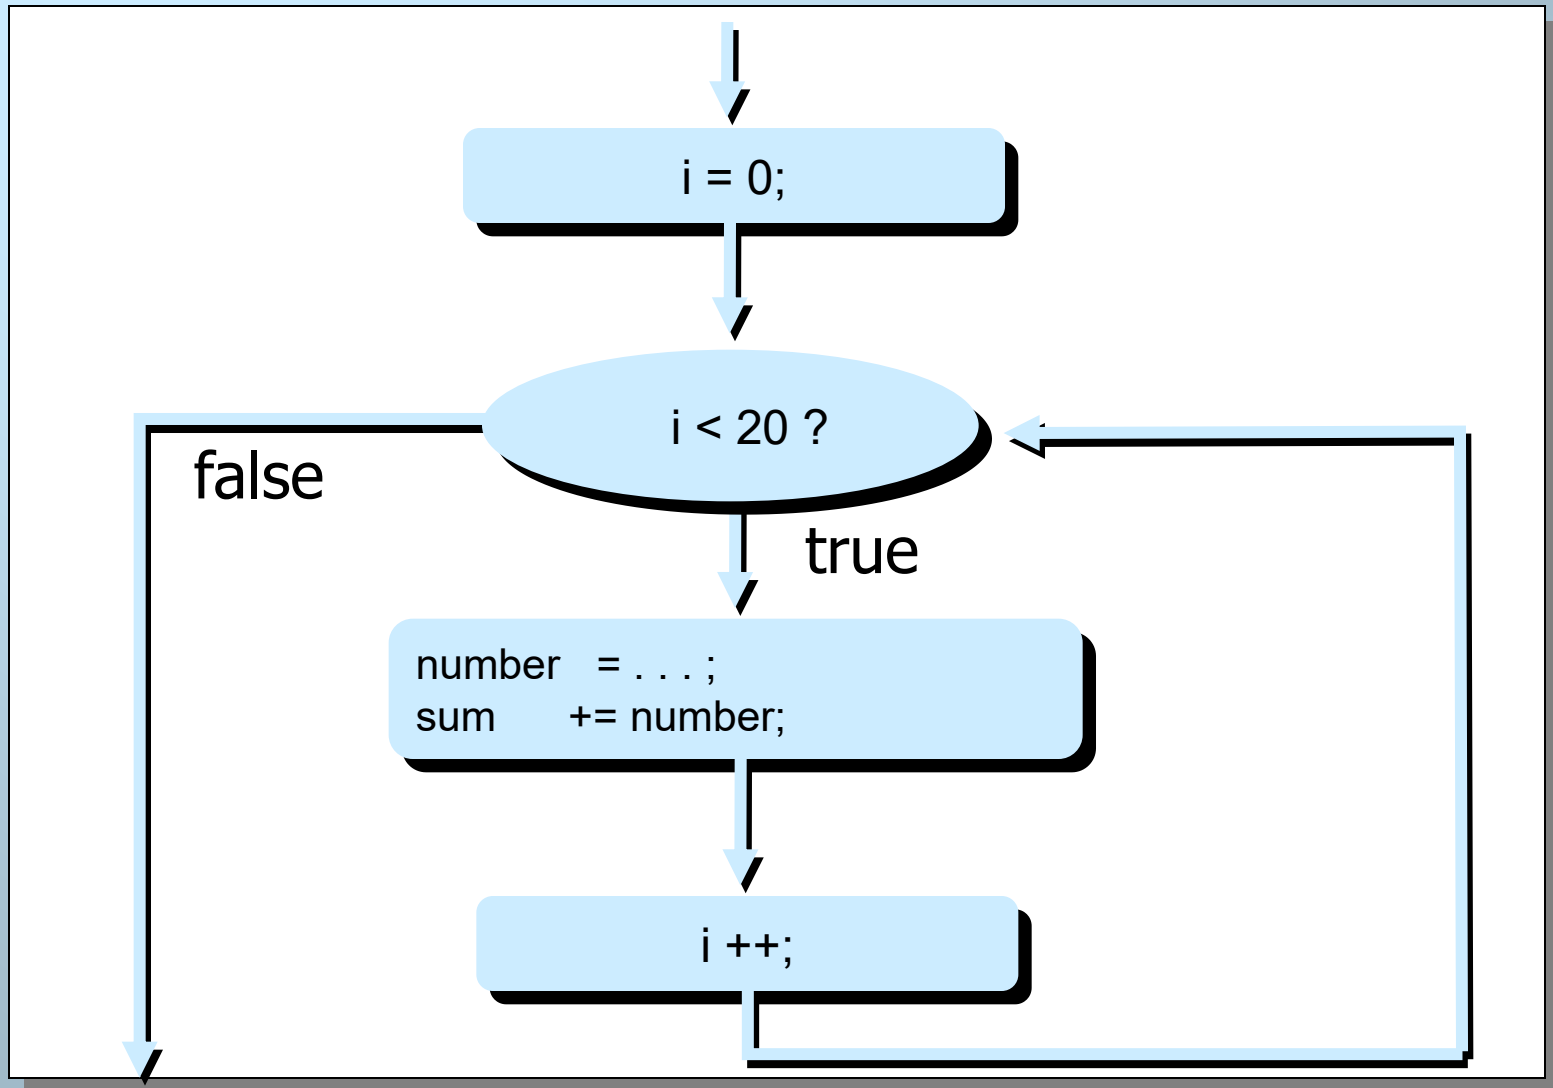 i = 0;
i < 20 ?
false
true
number = . . . ;
sum += number;
i ++;